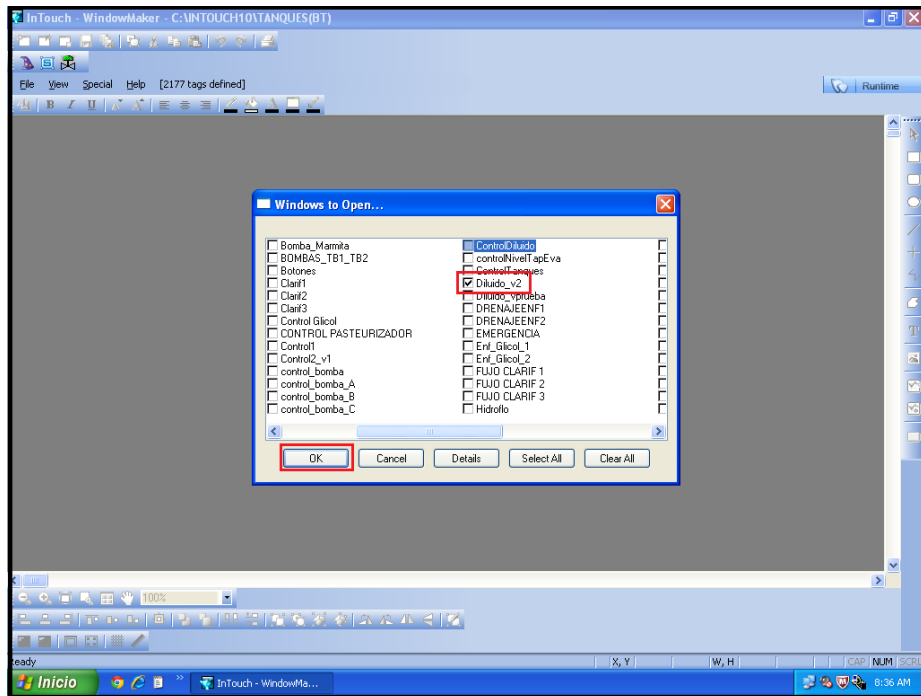 InTouch - WindowMaker - C:\INTOUCH10\TANQUES(BT)
File View Special Help [2177 tags defined]
Runtime
B I U
Windows to Open...
Bomba_Marmita
BOMBAS_TB1_TB2
Botones
Clarif1
Clarif2
Clarif3
Control Glicol
CONTROL PASTEURIZADOR
Control1
Control2_v1
control_bomba
control_bomba_A
control_bomba_B
control_bomba_C
ControlDiluido
controlNivelTapEva
ControlTanques
Diluido_v2
Diluido_vprueba
DRENAJEENF1
DRENAJEENF2
EMERGENCIA
Enf_Glicol_1
Enf_Glicol_2
FUJO CLARIF 1
FUJO CLARIF 2
FUJO CLARIF 3
Hidroflo
OK Cancel Details Select All Clear All
100%
eady X, Y W, H CAP NUM SCRL
Inicio InTouch - WindowMa... 8:36 AM